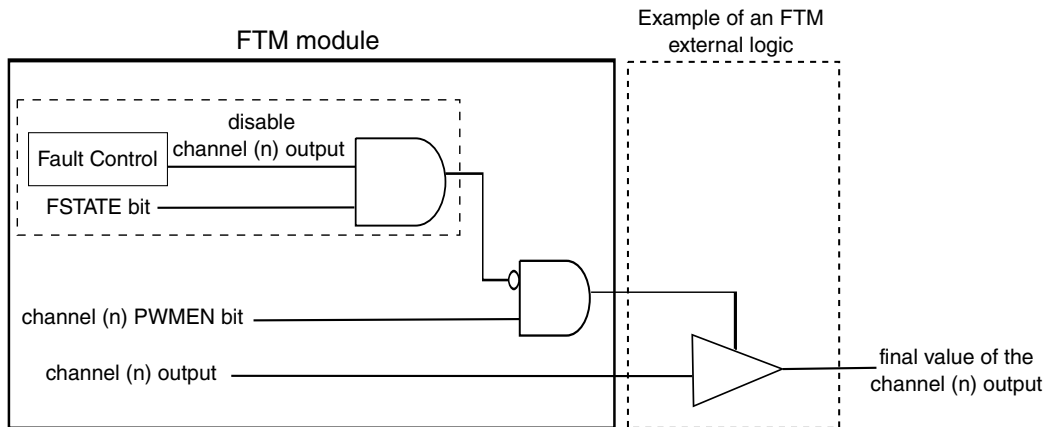 Example of an FTM
external logic
FTM module
disable
channel (n) output
Fault Control
FSTATE bit
channel (n) PWMEN bit
channel (n) output
final value of the
channel (n) output